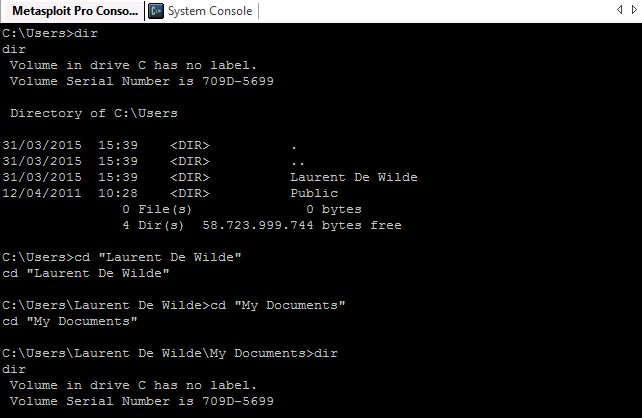 Metasploit Pro Conso... System Console
C:\Users>dir
dir
 Volume in drive C has no label.
 Volume Serial Number is 709D-5699

 Directory of C:\Users

31/03/2015  15:39    <DIR>          .
31/03/2015  15:39    <DIR>          ..
31/03/2015  15:39    <DIR>          Laurent De Wilde
12/04/2011  10:28    <DIR>          Public
               0 File(s)              0 bytes
               4 Dir(s)  58.723.999.744 bytes free

C:\Users>cd "Laurent De Wilde"
cd "Laurent De Wilde"

C:\Users\Laurent De Wilde>cd "My Documents"
cd "My Documents"

C:\Users\Laurent De Wilde\My Documents>dir
dir
 Volume in drive C has no label.
 Volume Serial Number is 709D-5699